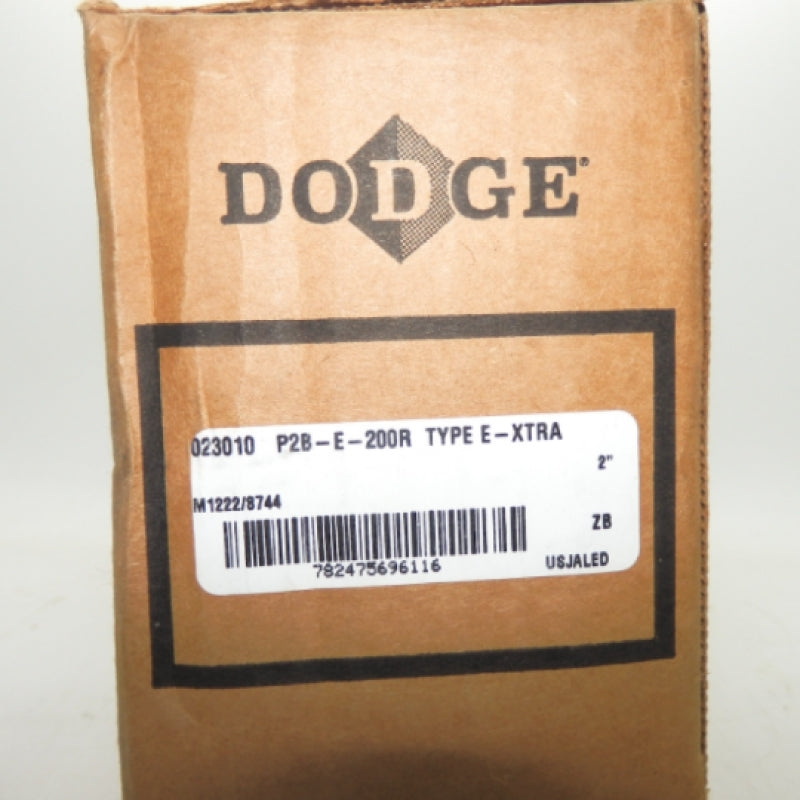 DODGE®
023010 P2B-E-200R TYPE E-XTRA
2"
M1222/8744
ZB
782475696116
USJALED